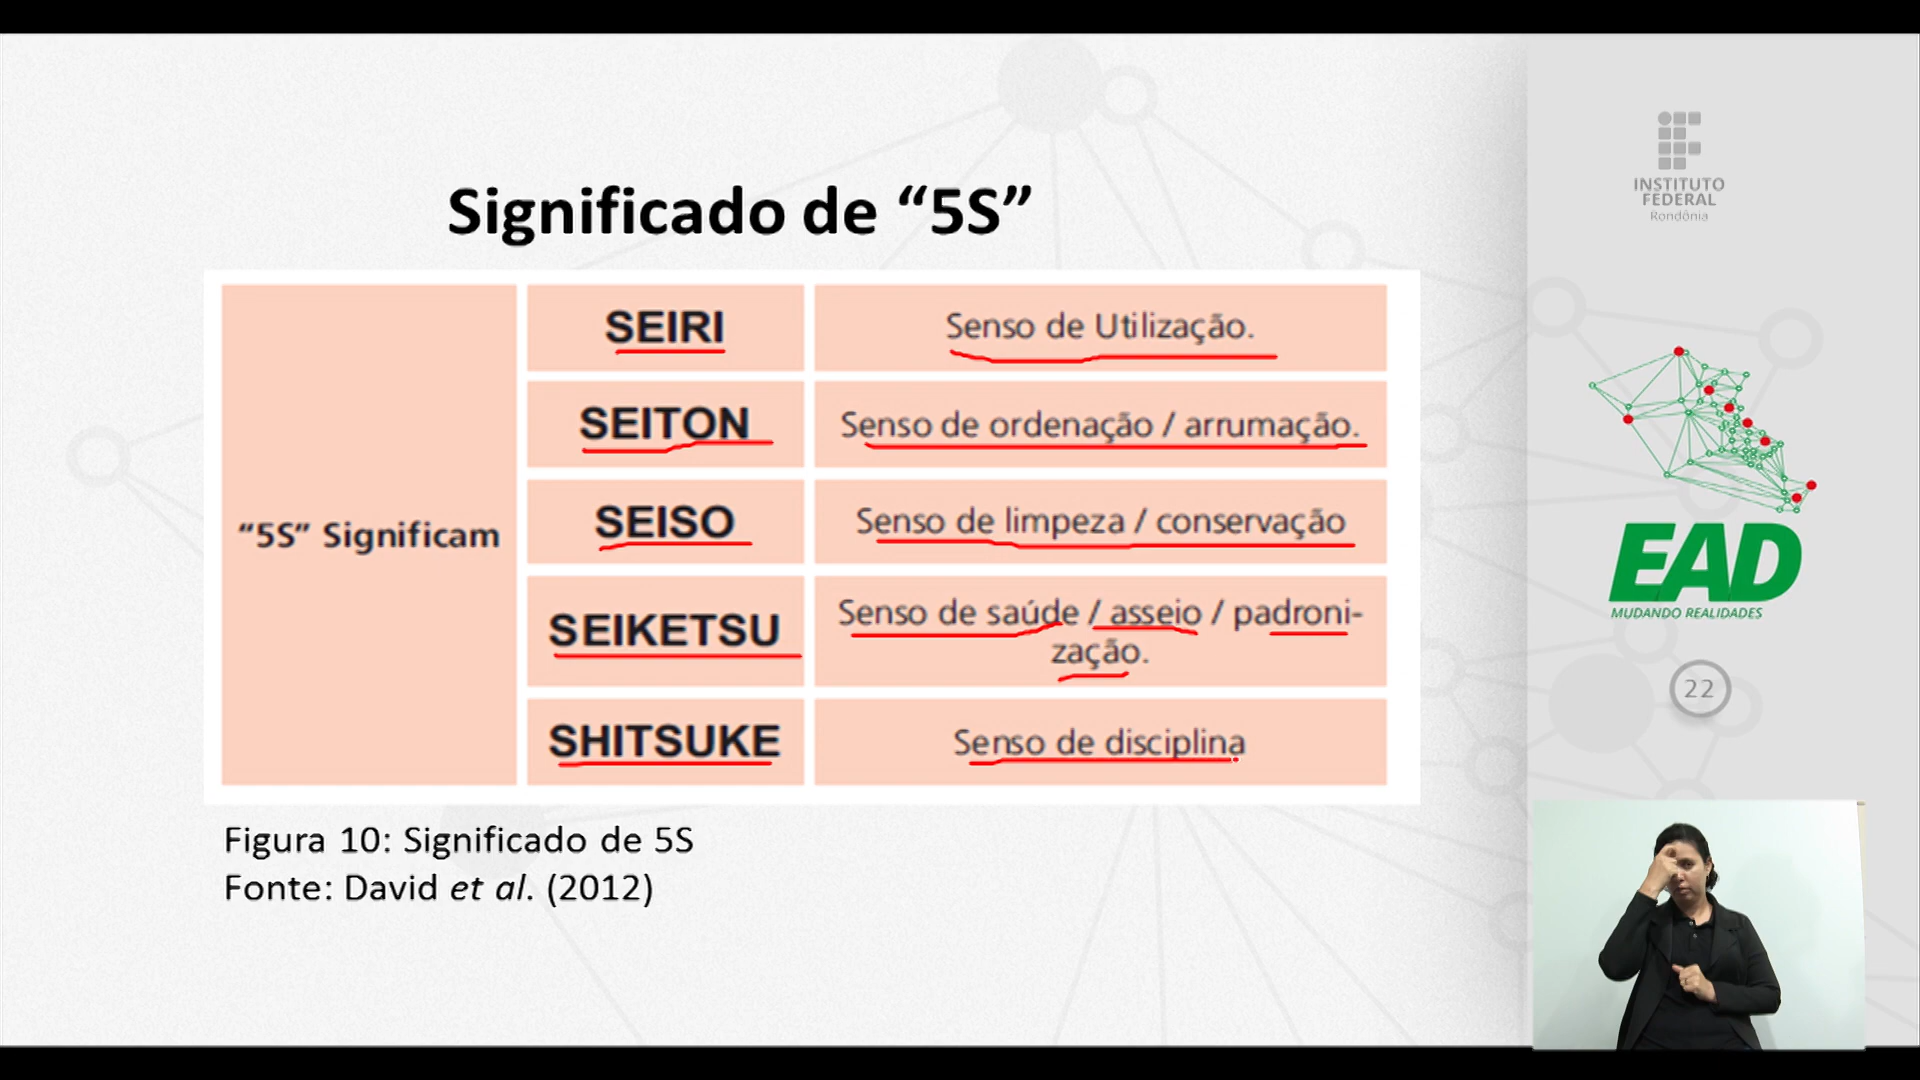 Significado de “5S”
“5S” Significam
SEIRI
Senso de Utilização.
SEITON
Senso de ordenação / arrumação.
SEISO
Senso de limpeza / conservação
SEIKETSU
Senso de saúde / asseio / padroni-
zação.
SHITSUKE
Senso de disciplina
Figura 10: Significado de 5S
Fonte: David et al. (2012)
INSTITUTO
FEDERAL
Rondônia
EAD
MUDANDO REALIDADES
22